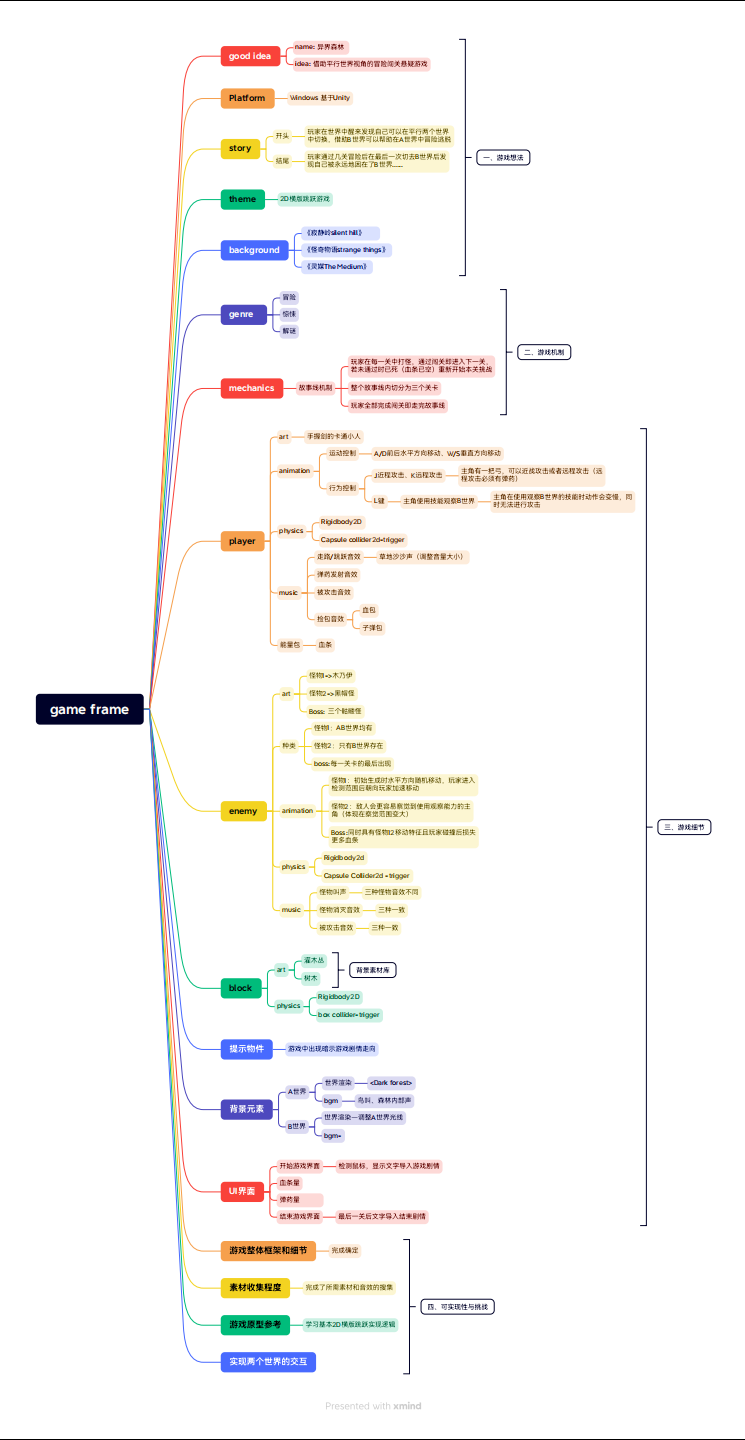 game frame
good idea
name: 异界森林
idea: 借助平行世界视角的冒险闯关悬疑游戏
Platform
Windows 基于Unity
story
开头
玩家在世界中醒来发现自己可以在平行两个世界
中切换，借助B世界可以帮助在A世界中冒险逃脱
结尾
玩家通过几关冒险后在最后一次切去B世界后发
现自己被永远地困在了B世界……
theme
2D横版跳跃游戏
background
《寂静岭silent hill》
《怪奇物语strange things》
《灵媒The Medium》
一、游戏想法
genre
冒险
惊悚
解谜
mechanics
故事线机制
玩家在每一关中打怪，通过闯关即进入下一关，
若未通过时已死（血条已空）重新开始本关挑战
整个故事线内切分为三个关卡
玩家全部完成闯关即走完故事线
二、游戏机制
player
art
手握剑的卡通小人
animation
运动控制
A/D前后水平方向移动、W/S垂直方向移动
行为控制
J近程攻击、K远程攻击
主角有一把弓，可以近战攻击或者远程攻击（远
程攻击必须有弹药）
L键
主角使用技能观察B世界
主角在使用观察B世界的技能时动作会变慢，同
时无法进行攻击
physics
Rigidbody2D
Capsule collider2d+trigger
music
走路/跳跃音效
草地沙沙声（调整音量大小）
弹药发射音效
被攻击音效
捡包音效
血包
子弹包
能量包
血条
enemy
art
怪物1=>木乃伊
怪物2=>黑帽怪
Boss: 三个骷髅怪
种类
怪物1：AB世界均有
怪物2：只有B世界存在
boss:每一关卡的最后出现
animation
怪物1：初始生成时水平方向随机移动，玩家进入
检测范围后朝向玩家加速移动
怪物2：敌人会更容易察觉到使用观察能力的主
角（体现在察觉范围变大）
Boss:同时具有怪物12移动特征且玩家碰撞后损失
更多血条
physics
Rigidbody2d
Capsule Collider2d +trigger
music
怪物叫声
三种怪物音效不同
怪物消灭音效
三种一致
被攻击音效
三种一致
block
art
灌木丛
树木
背景素材库
physics
Rigidbody2D
box collider+trigger
提示物件
游戏中出现暗示游戏剧情走向
背景元素
A世界
世界渲染
<Dark forest>
bgm
鸟叫、森林内部声
B世界
世界渲染—调整A世界光线
bgm+
UI界面
开始游戏界面
检测鼠标，显示文字导入游戏剧情
血条量
弹药量
结束游戏界面
最后一关后文字导入结束剧情
三、游戏细节
游戏整体框架和细节
完成确定
素材收集程度
完成了所需素材和音效的搜集
游戏原型参考
学习基本2D横版跳跃实现逻辑
实现两个世界的交互
四、可实现性与挑战
Presented with xmind